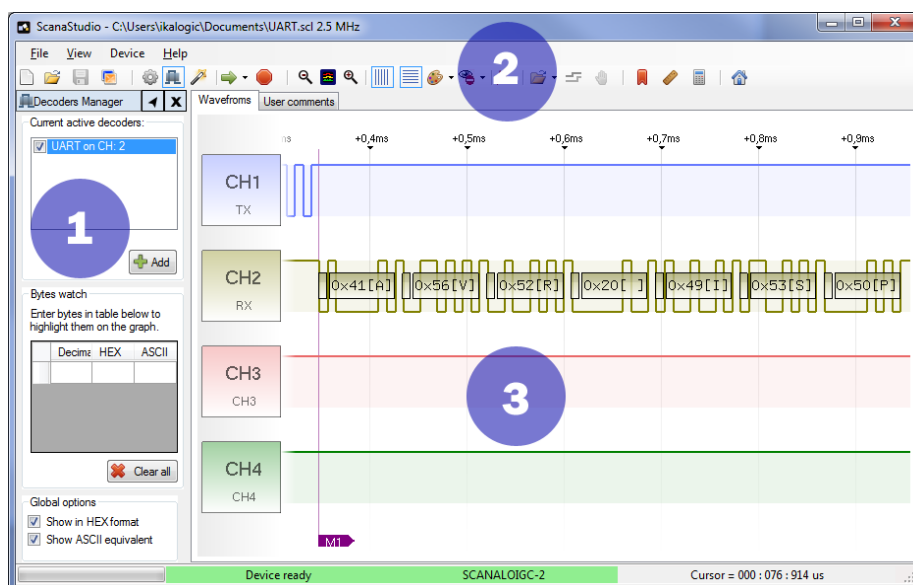 ScanaStudio - C:\Users\ikalogic\Documents\UART.scl 2.5 MHz
File View Device Help
2
Decoders Manager
Wavefroms User comments
Current active decoders:
UART on CH: 2
1
Add
Bytes watch
Enter bytes in table below to
highlight them on the graph.
Decima HEX ASCII
Clear all
Global options
Show in HEX format
Show ASCII equivalent
ns +0,4ms +0,5ms +0,6ms +0,7ms +0,8ms +0,9ms
CH1
TX
CH2
RX
0x41[A] 0x56[V] 0x52[R] 0x20[ ] 0x49[I] 0x53[S] 0x50[P]
CH3
CH3
3
CH4
CH4
M1
Device ready SCANALOIGC-2 Cursor = 000 : 076 : 914 us